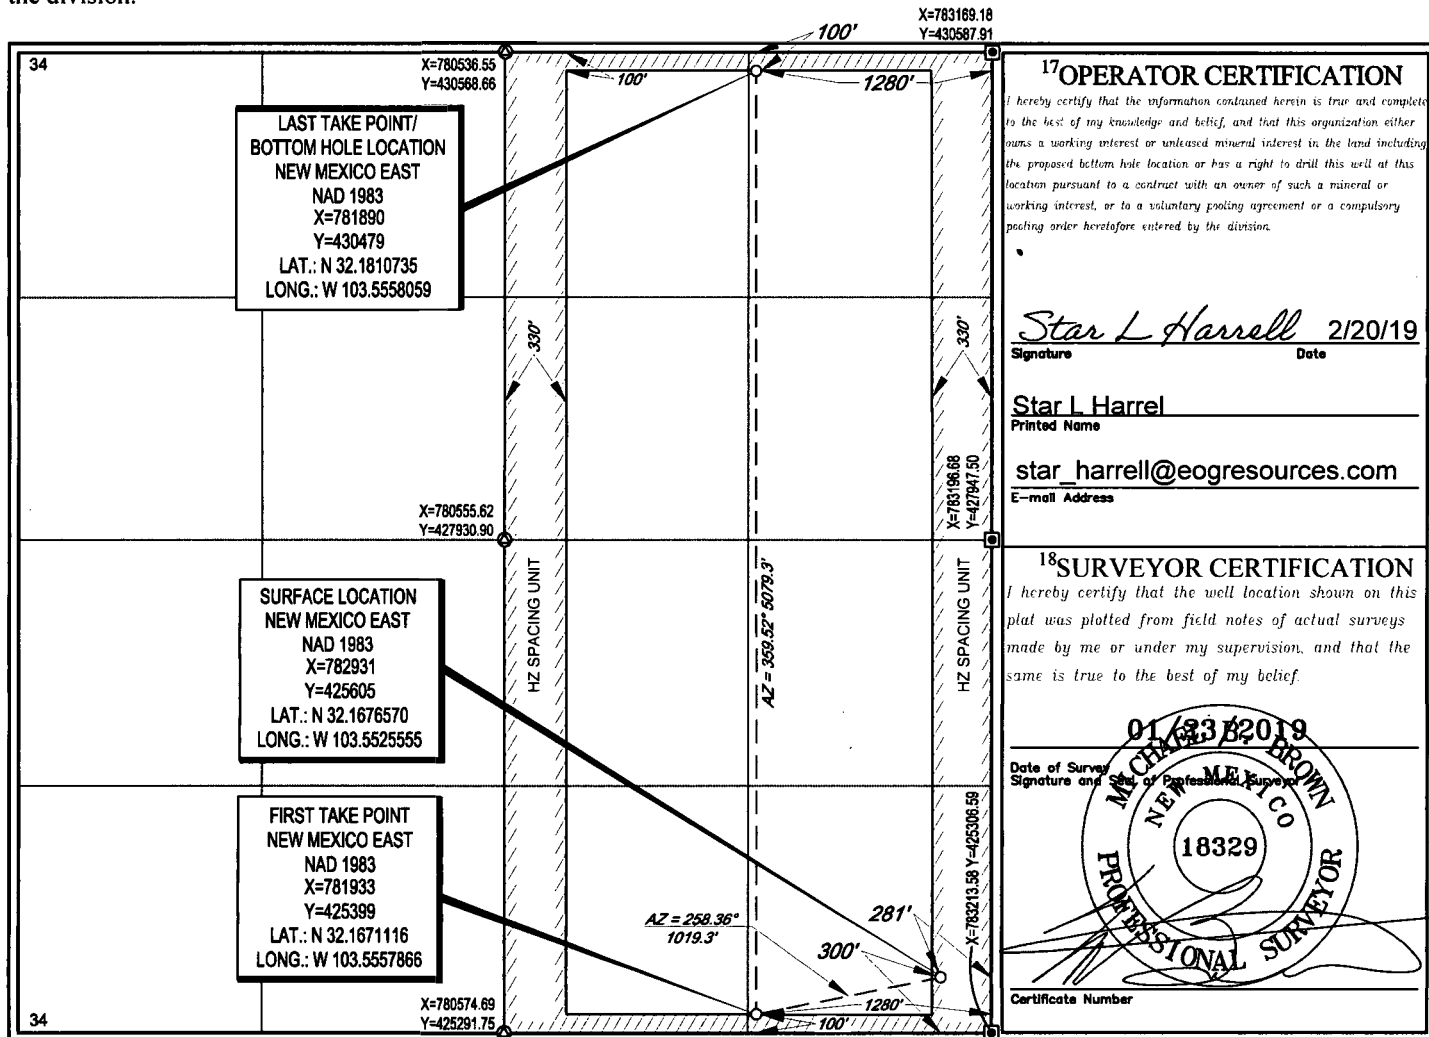 the division.
X=783169.18
Y=430587.91
100'
34
X=780536.55
Y=430568.66
100'
1280'
LAST TAKE POINT/
BOTTOM HOLE LOCATION
NEW MEXICO EAST
NAD 1983
X=781890
Y=430479
LAT.: N 32.1810735
LONG.: W 103.5558059
330'
330'
X=783196.68
Y=427947.50
X=780555.62
Y=427930.90
SURFACE LOCATION
NEW MEXICO EAST
NAD 1983
X=782931
Y=425605
LAT.: N 32.1676570
LONG.: W 103.5525555
HZ SPACING UNIT
AZ = 359.52° 5079.3'
HZ SPACING UNIT
FIRST TAKE POINT
NEW MEXICO EAST
NAD 1983
X=781933
Y=425399
LAT.: N 32.1671116
LONG.: W 103.5557866
AZ = 258.36°
1019.3'
281'
300'
X=783213.58 Y=425306.59
1280'
100'
X=780574.69
Y=425291.75
34
17OPERATOR CERTIFICATION
I hereby certify that the information contained herein is true and complete
to the best of my knowledge and belief, and that this organization either
owns a working interest or unleased mineral interest in the land including
the proposed bottom hole location or has a right to drill this well at this
location pursuant to a contract with an owner of such a mineral or
working interest, or to a voluntary pooling agreement or a compulsory
pooling order heretofore entered by the division.
Star L Harrell 2/20/19
Signature Date
Star L Harrel
Printed Name
star_harrell@eogresources.com
E-mail Address
18SURVEYOR CERTIFICATION
I hereby certify that the well location shown on this
plat was plotted from field notes of actual surveys
made by me or under my supervision, and that the
same is true to the best of my belief.
01/23/2019
Date of Survey
Signature and Seal of Professional Surveyor
MICHAEL B. BROWN
NEW MEXICO
18329
PROFESSIONAL SURVEYOR
Certificate Number